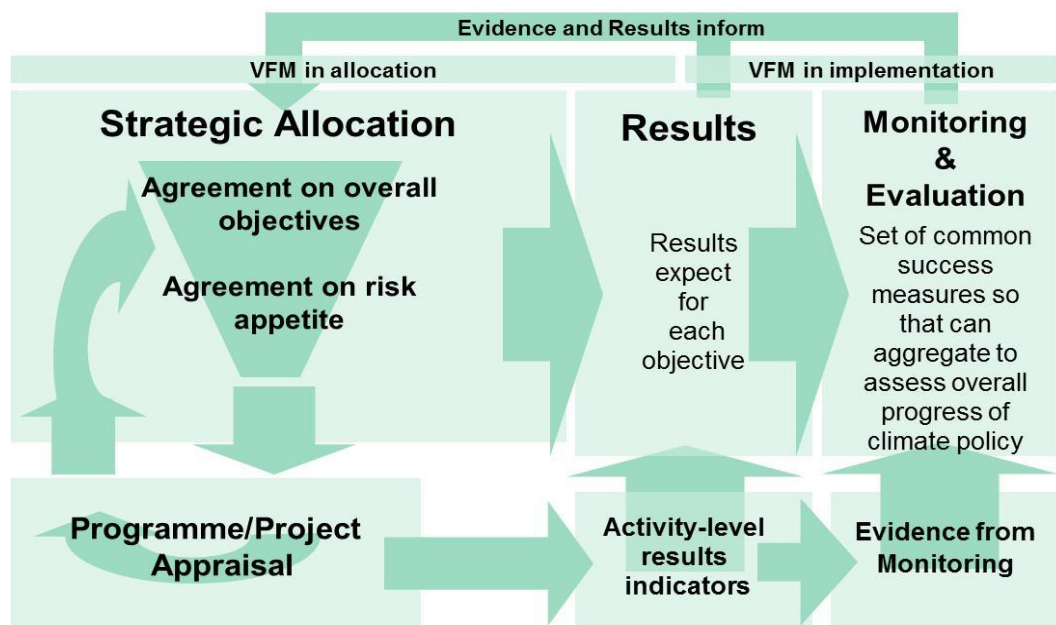 Evidence and Results inform
VFM in allocation
VFM in implementation
Strategic Allocation
Agreement on overall
objectives
Agreement on risk
appetite
Results
Results
expect
for
each
objective
Monitoring
&
Evaluation
Set of common
success
measures so
that can
aggregate to
assess overall
progress of
climate policy
Programme/Project
Appraisal
Activity-level
results
indicators
Evidence from
Monitoring